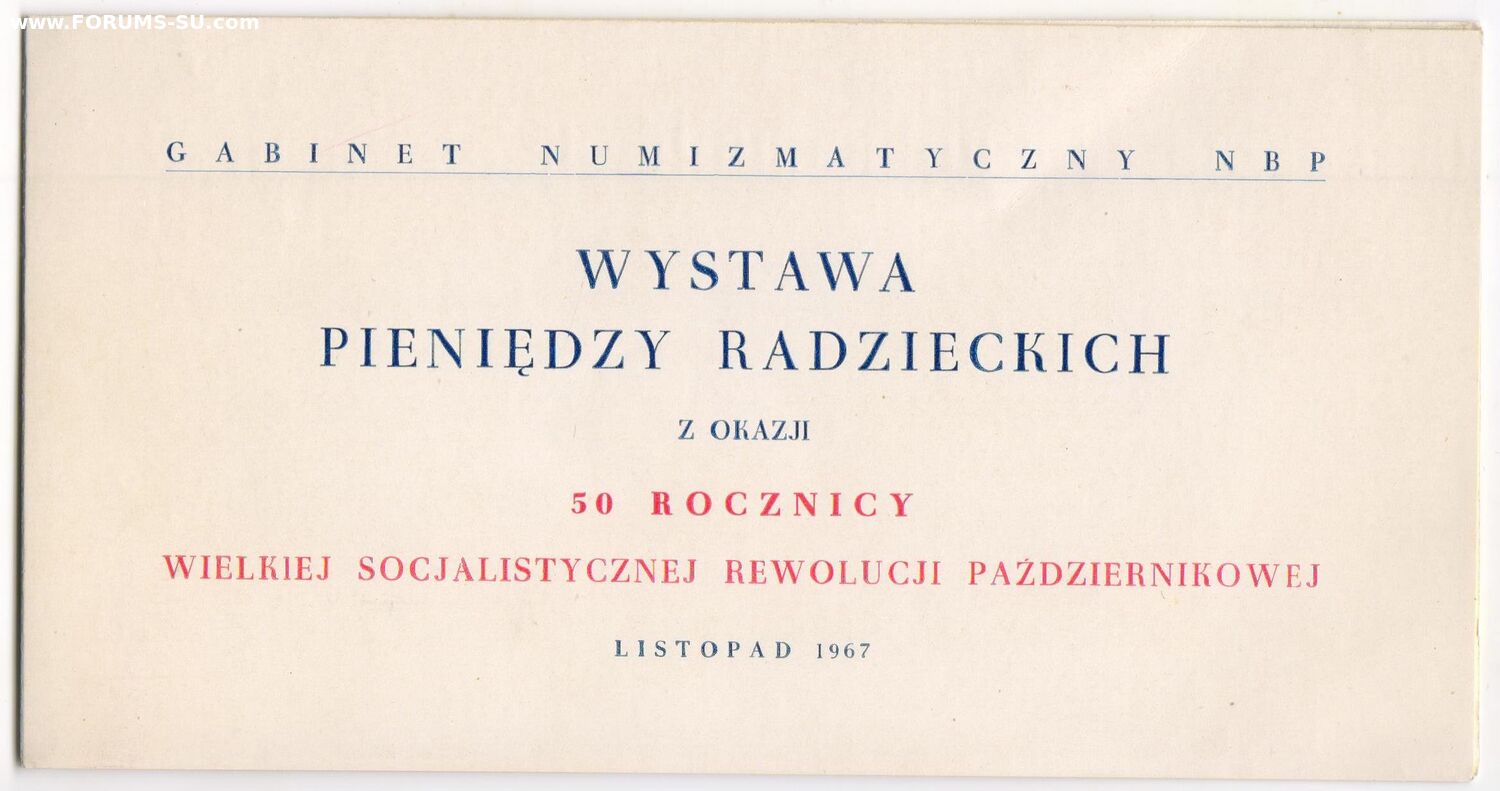 www.FORUMS-SU.com
GABINET NUMIZMATYCZNY NBP
WYSTAWA
PIENIĘDZY RADZIECKICH
Z OKAZJI
50 ROCZNICY
WIELKIEJ SOCJALISTYCZNEJ REWOLUCJI PAŹDZIERNIKOWEJ
LISTOPAD 1967